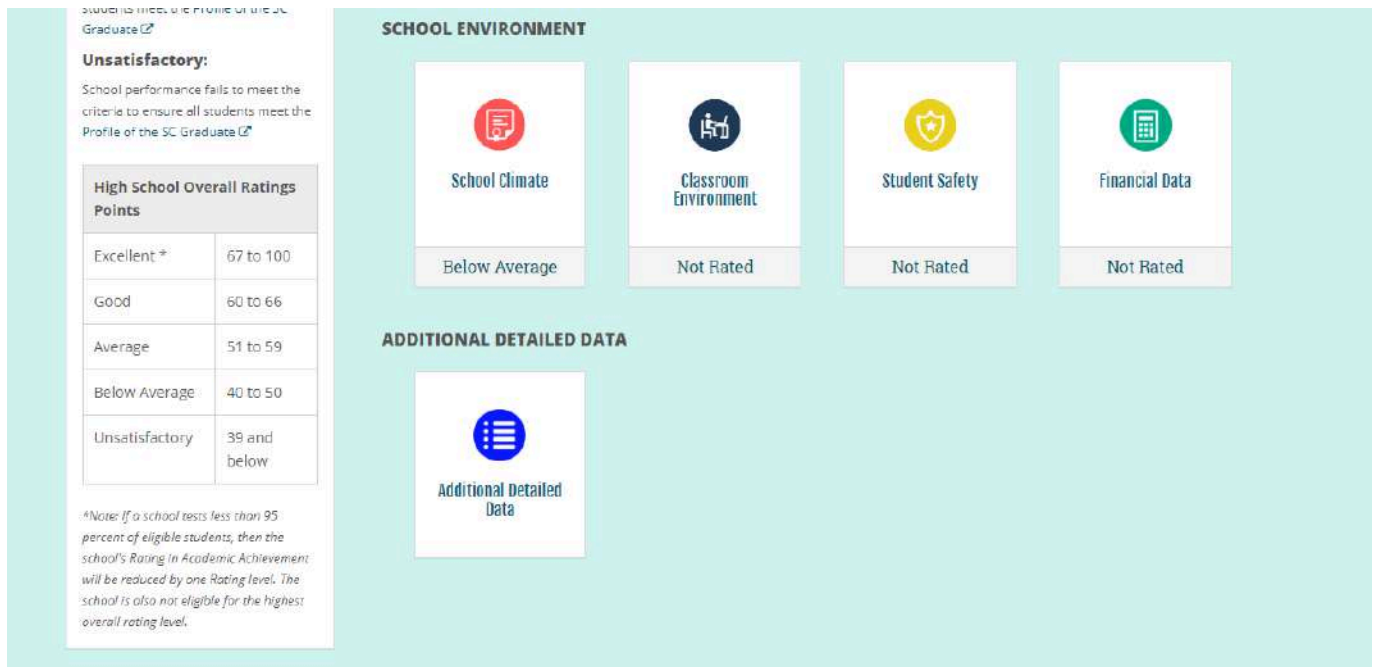 Graduate
Unsatisfactory:
School performance fails to meet the
criteria to ensure all students meet the
Profile of the SC Graduate
High School Overall Ratings
Points
Excellent * 67 to 100
Good 60 to 66
Average 51 to 59
Below Average 40 to 50
Unsatisfactory 39 and
below
*Note: If a school tests less than 95
percent of eligible students, then the
school's Rating in Academic Achievement
will be reduced by one Rating level. The
school is also not eligible for the highest
overall rating level.
SCHOOL ENVIRONMENT
School Climate
Below Average
Classroom
Environment
Not Rated
Student Safety
Not Rated
Financial Data
Not Rated
ADDITIONAL DETAILED DATA
Additional Detailed
Data